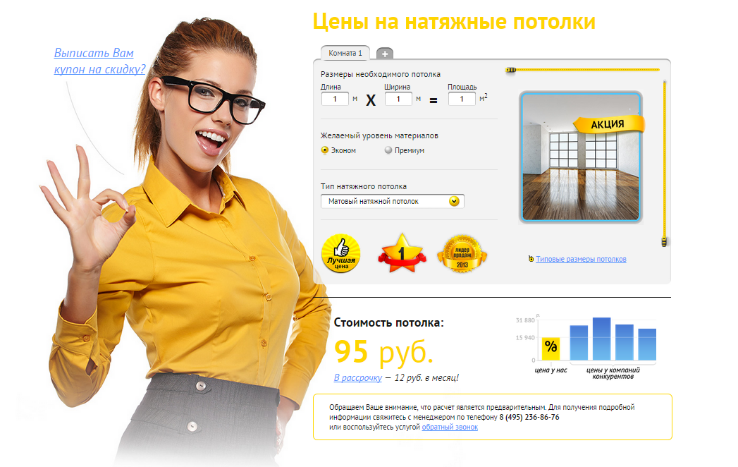 Цены на натяжные потолки
Выписать Вам
купон на скидку?
Комната 1
+
Размеры необходимого потолка
Длина Ширина Площадь
1 м X 1 м = 1 м²
Желаемый уровень материалов
Эконом Премиум
Тип натяжного потолка
Матовый натяжной потолок
АКЦИЯ
Лучшая
цена
1
лидер
продаж
2013
Типовые размеры потолков
Стоимость потолка:
95 руб.
В рассрочку — 12 руб. в месяц!
0
%
цена у нас
цены у компаний
конкурентов
Обращаем Ваше внимание, что расчет является предварительным. Для получения подробной
информации свяжитесь с менеджером по телефону 8 (495) 236-86-76
или воспользуйтесь услугой обратный звонок